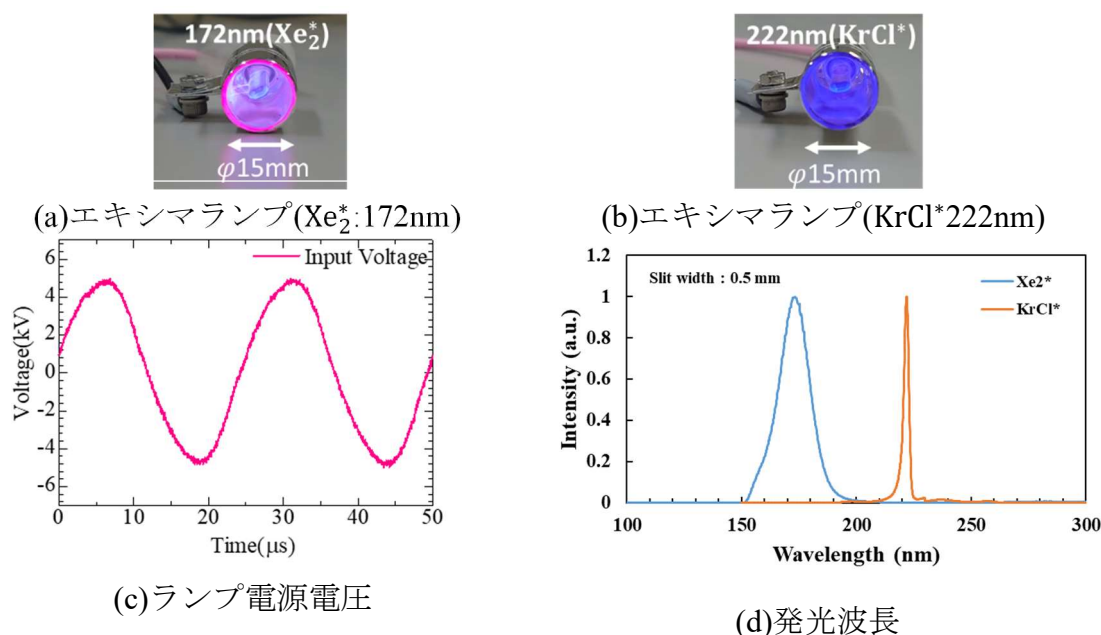 172nm(Xe₂*)
φ15mm
(a)エキシマランプ(Xe₂*:172nm)
222nm(KrCl*)
φ15mm
(b)エキシマランプ(KrCl*222nm)
Input Voltage
6
4
2
0
-2
-4
-6
Voltage(kV)
0 10 20 30 40 50
Time(μs)
(c)ランプ電源電圧
Slit width : 0.5 mm
Xe2*
KrCl*
1.2
1
0.8
0.6
0.4
0.2
0
Intensity (a.u.)
100 150 200 250 300
Wavelength (nm)
(d)発光波長